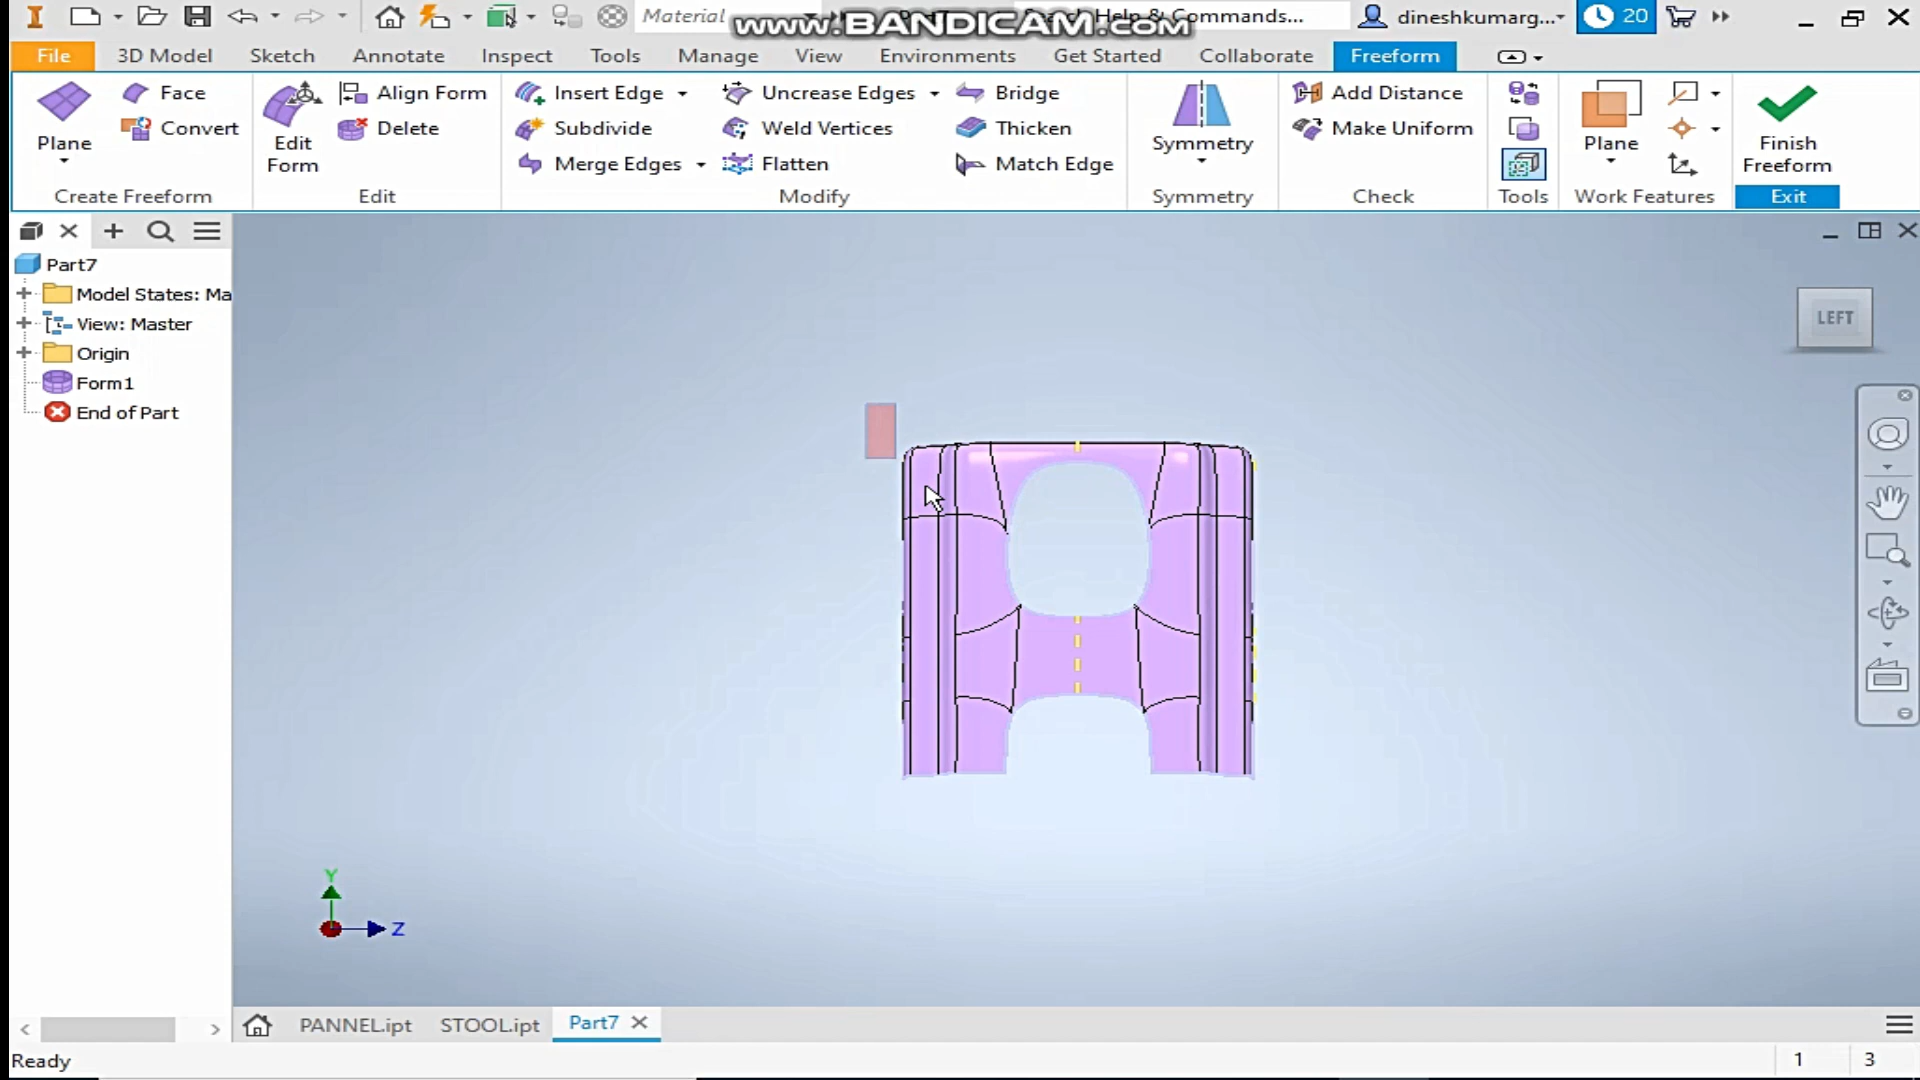 Material
www.BANDICAM.com
Search Help & Commands...
dineshkumarg...
20
File 3D Model Sketch Annotate Inspect Tools Manage View Environments Get Started Collaborate Freeform
Face Align Form Insert Edge Uncrease Edges Bridge Add Distance
Convert Delete Subdivide Weld Vertices Thicken Make Uniform
Plane Edit Form Merge Edges Flatten Match Edge Symmetry Plane Finish Freeform
Create Freeform Edit Modify Symmetry Check Tools Work Features Exit
Part7
Model States: Ma
View: Master
Origin
Form1
End of Part
LEFT
Y
Z
PANNEL.ipt STOOL.ipt Part7
Ready 1 3